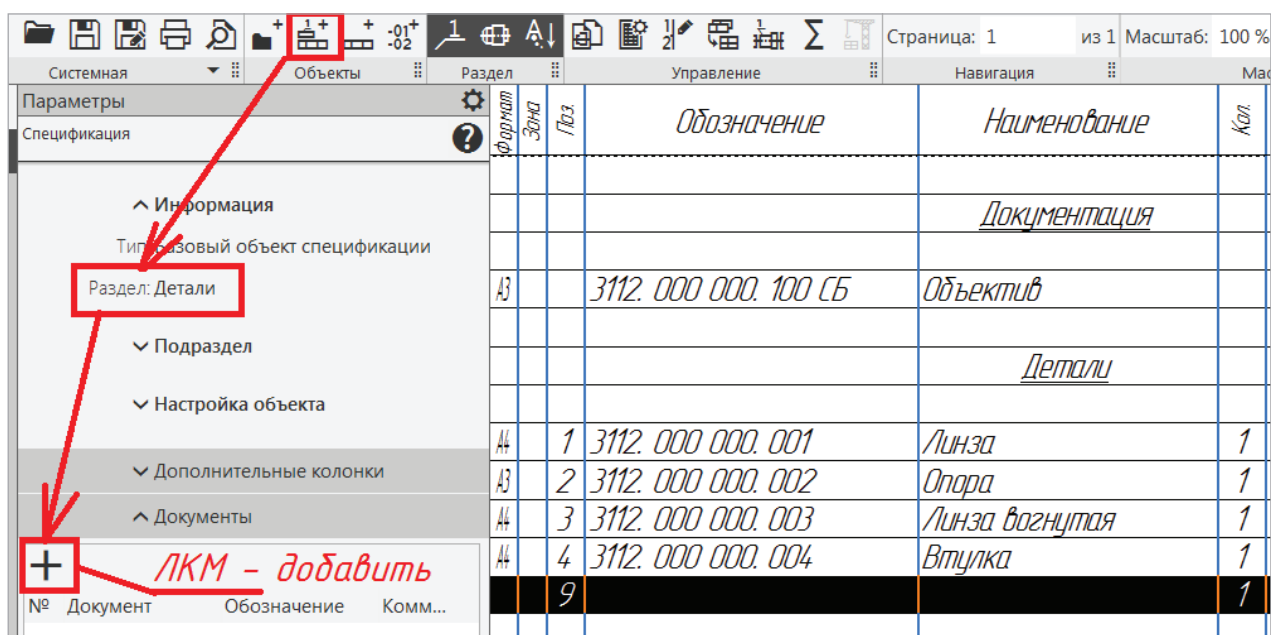 Страница: 1 из 1 Масштаб: 100 %
Системная Объекты Раздел Управление Навигация Мас
Параметры
Спецификация
Информация
Тип: Базовый объект спецификации
Раздел: Детали
Подраздел
Настройка объекта
Дополнительные колонки
Документы
+ ЛКМ - добавить
№ Документ Обозначение Комм...
Формат Зона Поз. Обозначение Наименование Кол.
Документация
А3 3112. 000 000. 100 СБ Объектив
Детали
А4 1 3112. 000 000. 001 Линза 1
А3 2 3112. 000 000. 002 Опора 1
А4 3 3112. 000 000. 003 Линза вогнутая 1
А4 4 3112. 000 000. 004 Втулка 1
9 1